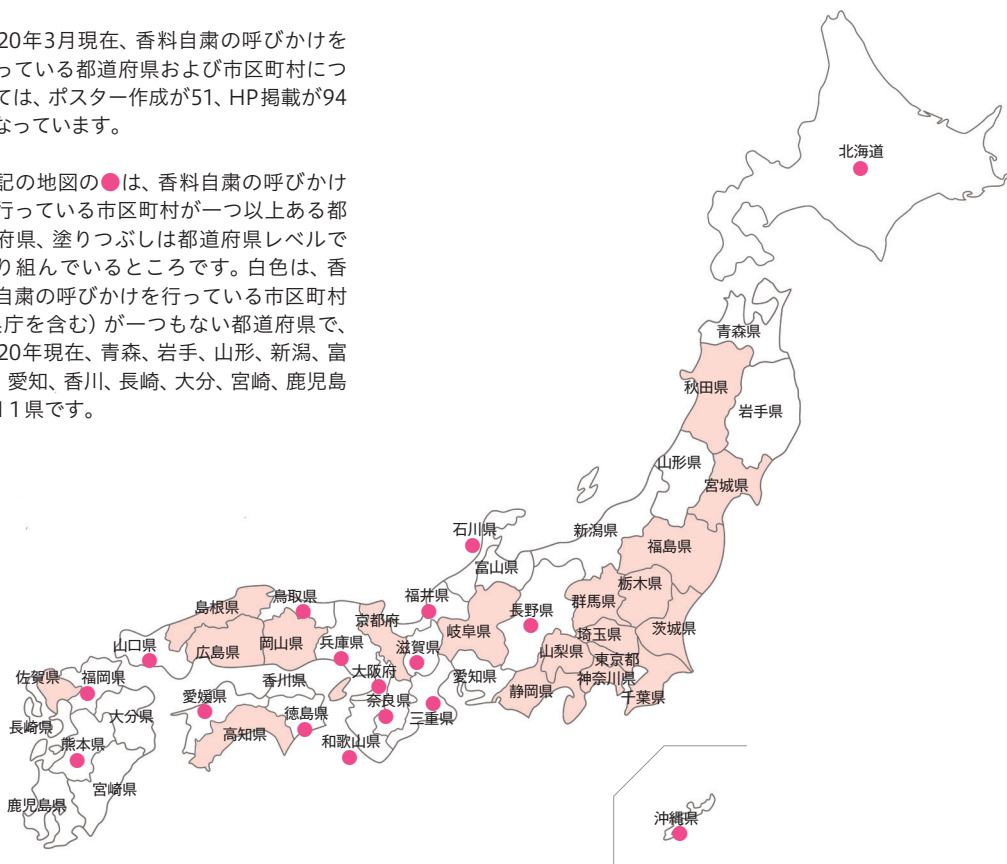 20年3月現在、香料自粛の呼びかけを
っている都道府県および市区町村につ
ては、ポスター作成が51、HP掲載が94
なっています。
記の地図の●は、香料自粛の呼びかけ
行っている市区町村が一つ以上ある都
府県、塗りつぶしは都道府県レベルで
り組んでいるところです。白色は、香
自粛の呼びかけを行っている市区町村
庁を含む）が一つもない都道府県で、
20年現在、青森、岩手、山形、新潟、富
、愛知、香川、長崎、大分、宮崎、鹿児島
11県です。
北海道
青森県
秋田県
岩手県
山形県
宮城県
石川県
新潟県
福島県
富山県
栃木県
島根県
鳥取県
福井県
長野県
群馬県
京都府
岐阜県
茨城県
山口県
広島県
岡山県
兵庫県
滋賀県
山梨県
埼玉県
東京都
佐賀県
福岡県
香川県
大阪府
愛知県
神奈川県
静岡県
千葉県
愛媛県
奈良県
長崎県
大分県
徳島県
三重県
高知県
和歌山県
熊本県
宮崎県
鹿児島県
沖縄県